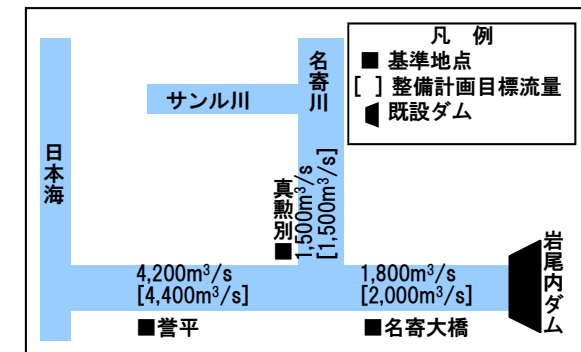 凡 例
■ 基準地点
[ ] 整備計画目標流量
既設ダム
名寄川
サンル川
日本海
真勲別■
1,500m³/s
[1,500m³/s]
岩尾内ダム
4,200m³/s
[4,400m³/s]
1,800m³/s
[2,000m³/s]
■誉平
■名寄大橋